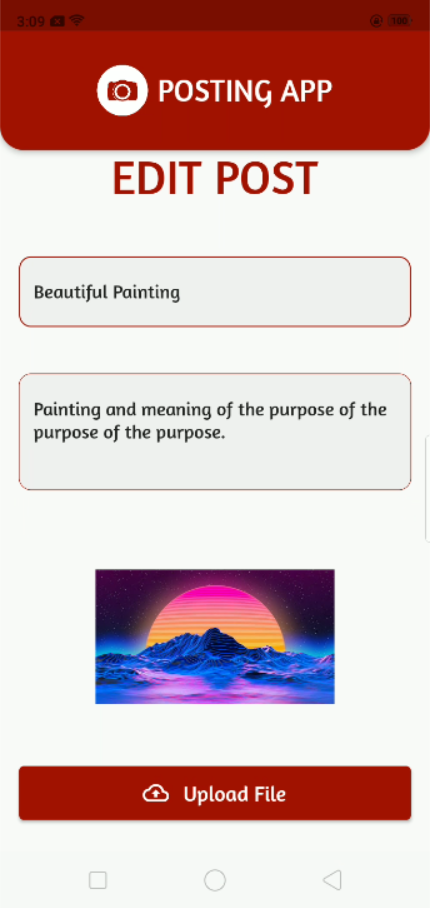 3:09
100
POSTING APP
EDIT POST
Beautiful Painting
Painting and meaning of the purpose of the
purpose of the purpose.
Upload File